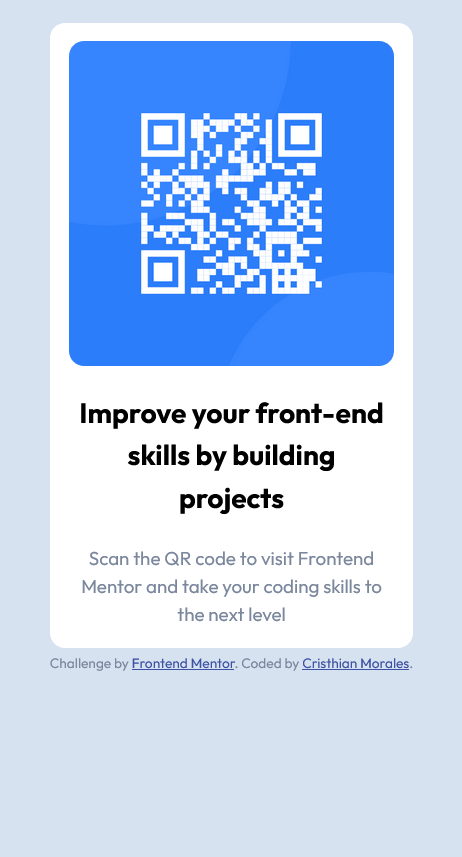 Improve your front-end
skills by building
projects
Scan the QR code to visit Frontend
Mentor and take your coding skills to
the next level
Challenge by Frontend Mentor. Coded by Cristhian Morales.